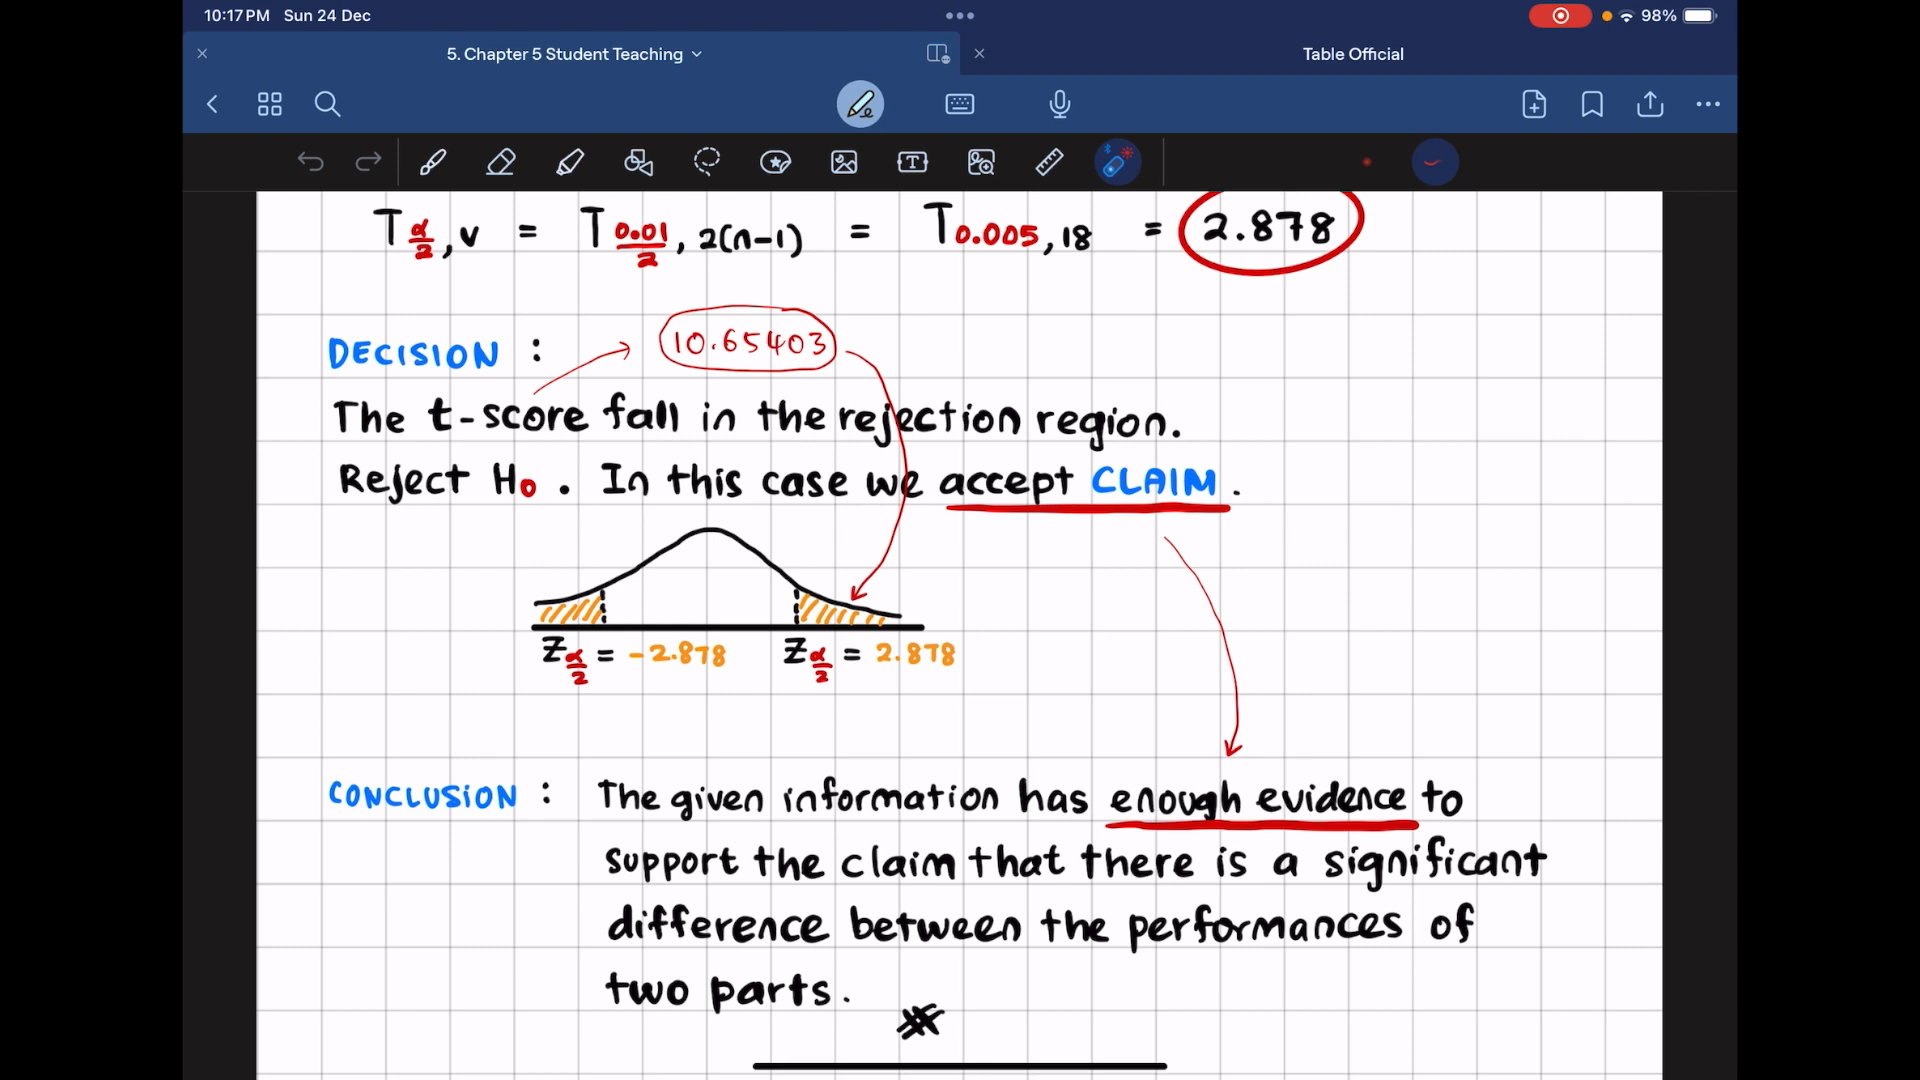 10:17 PM Sun 24 Dec
98%
5. Chapter 5 Student Teaching
Table Official
T α/2 , v = T 0.01/2 , 2(n-1) = T 0.005, 18 = 2.878
DECISION : 10.65403
The t-score fall in the rejection region.
Reject H0 . In this case we accept CLAIM .
Z α/2 = -2.878 Z α/2 = 2.878
CONCLUSION : The given information has enough evidence to
support the claim that there is a significant
difference between the performances of
two parts.